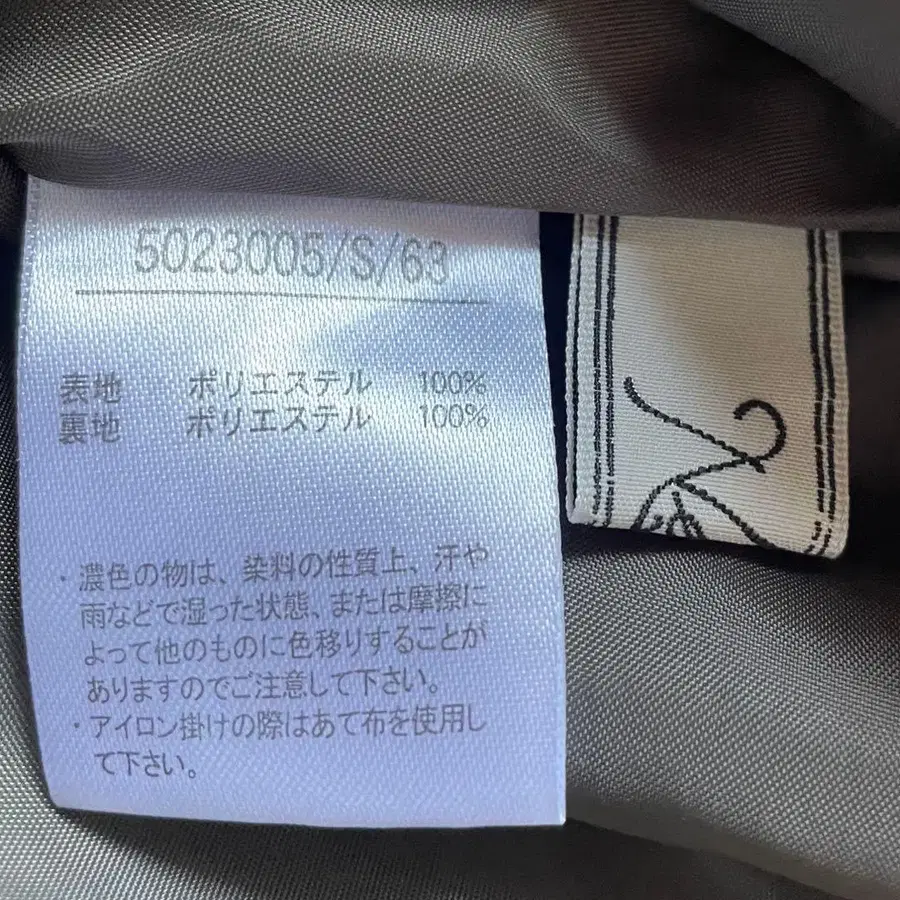 5023005/S/63
表地 ポリエステル 100%
裏地 ポリエステル 100%
・濃色の物は、染料の性質上、汗や
雨などで湿った状態、または摩擦に
よって他のものに色移りすることが
ありますのでご注意して下さい。
・アイロン掛けの際はあて布を使用し
て下さい。